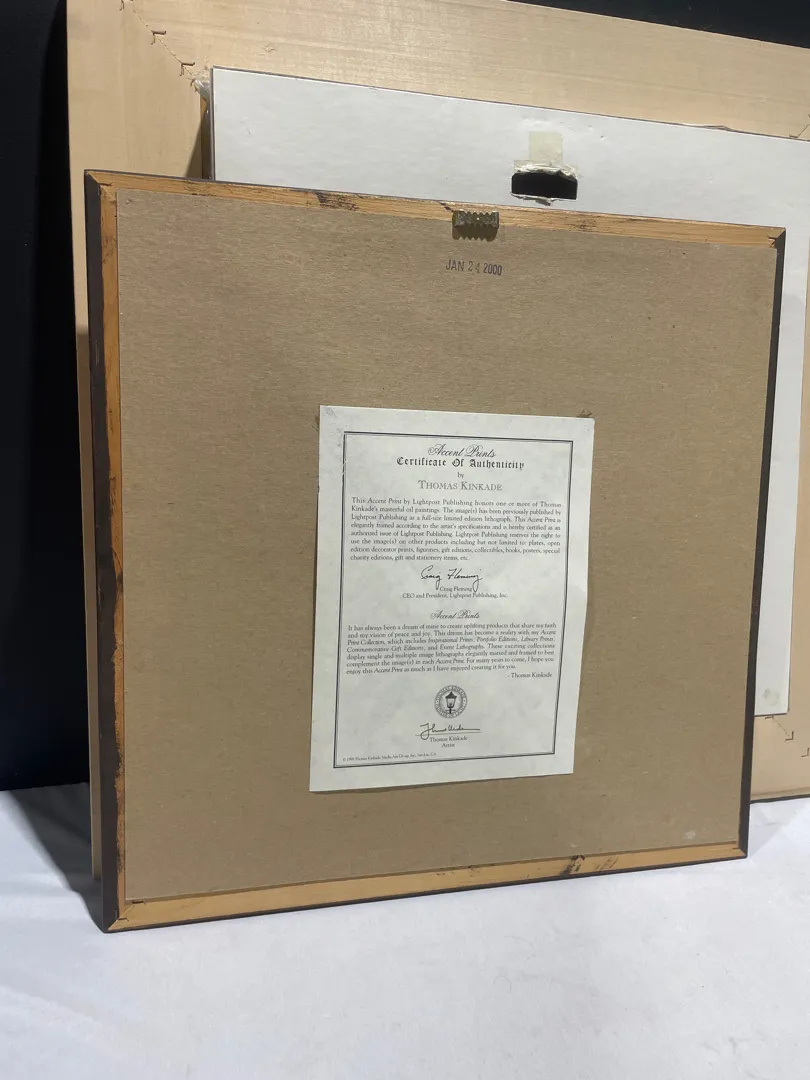 JAN 24 2000
Accent Prints
Certificate Of Authenticity
by
THOMAS KINKADE
This Accent Print by Lightpost Publishing honors one or more of Thomas
Kinkade's masterful oil paintings. The image(s) has been previously published by
Lightpost Publishing as a full-size limited edition lithograph. This Accent Print is
elegantly framed according to the artist's specifications and is hereby certified as an
authorized issue of Lightpost Publishing. Lightpost Publishing reserves the right to
use the image(s) on other products including but not limited to: plates, open
edition decorator prints, figurines, gift editions, collectibles, books, posters, special
charity editions, gift and stationery items, etc.
Craig Fleming
Craig Fleming
CEO and President, Lightpost Publishing, Inc.
Accent Prints
It has always been a dream of mine to create uplifting products that share my faith
and my vision of peace and joy. This dream has become a reality with my Accent
Print Collection, which includes Inspirational Prints, Portfolio Editions, Library Prints,
Commemorative Gift Editions, and Event Lithographs. These exciting collections
display single and multiple image lithographs elegantly matted and framed to best
complement the image(s) in each Accent Print. For many years to come, I hope you
enjoy this Accent Print as much as I have enjoyed creating it for you.
- Thomas Kinkade
Thomas Kinkade
Artist